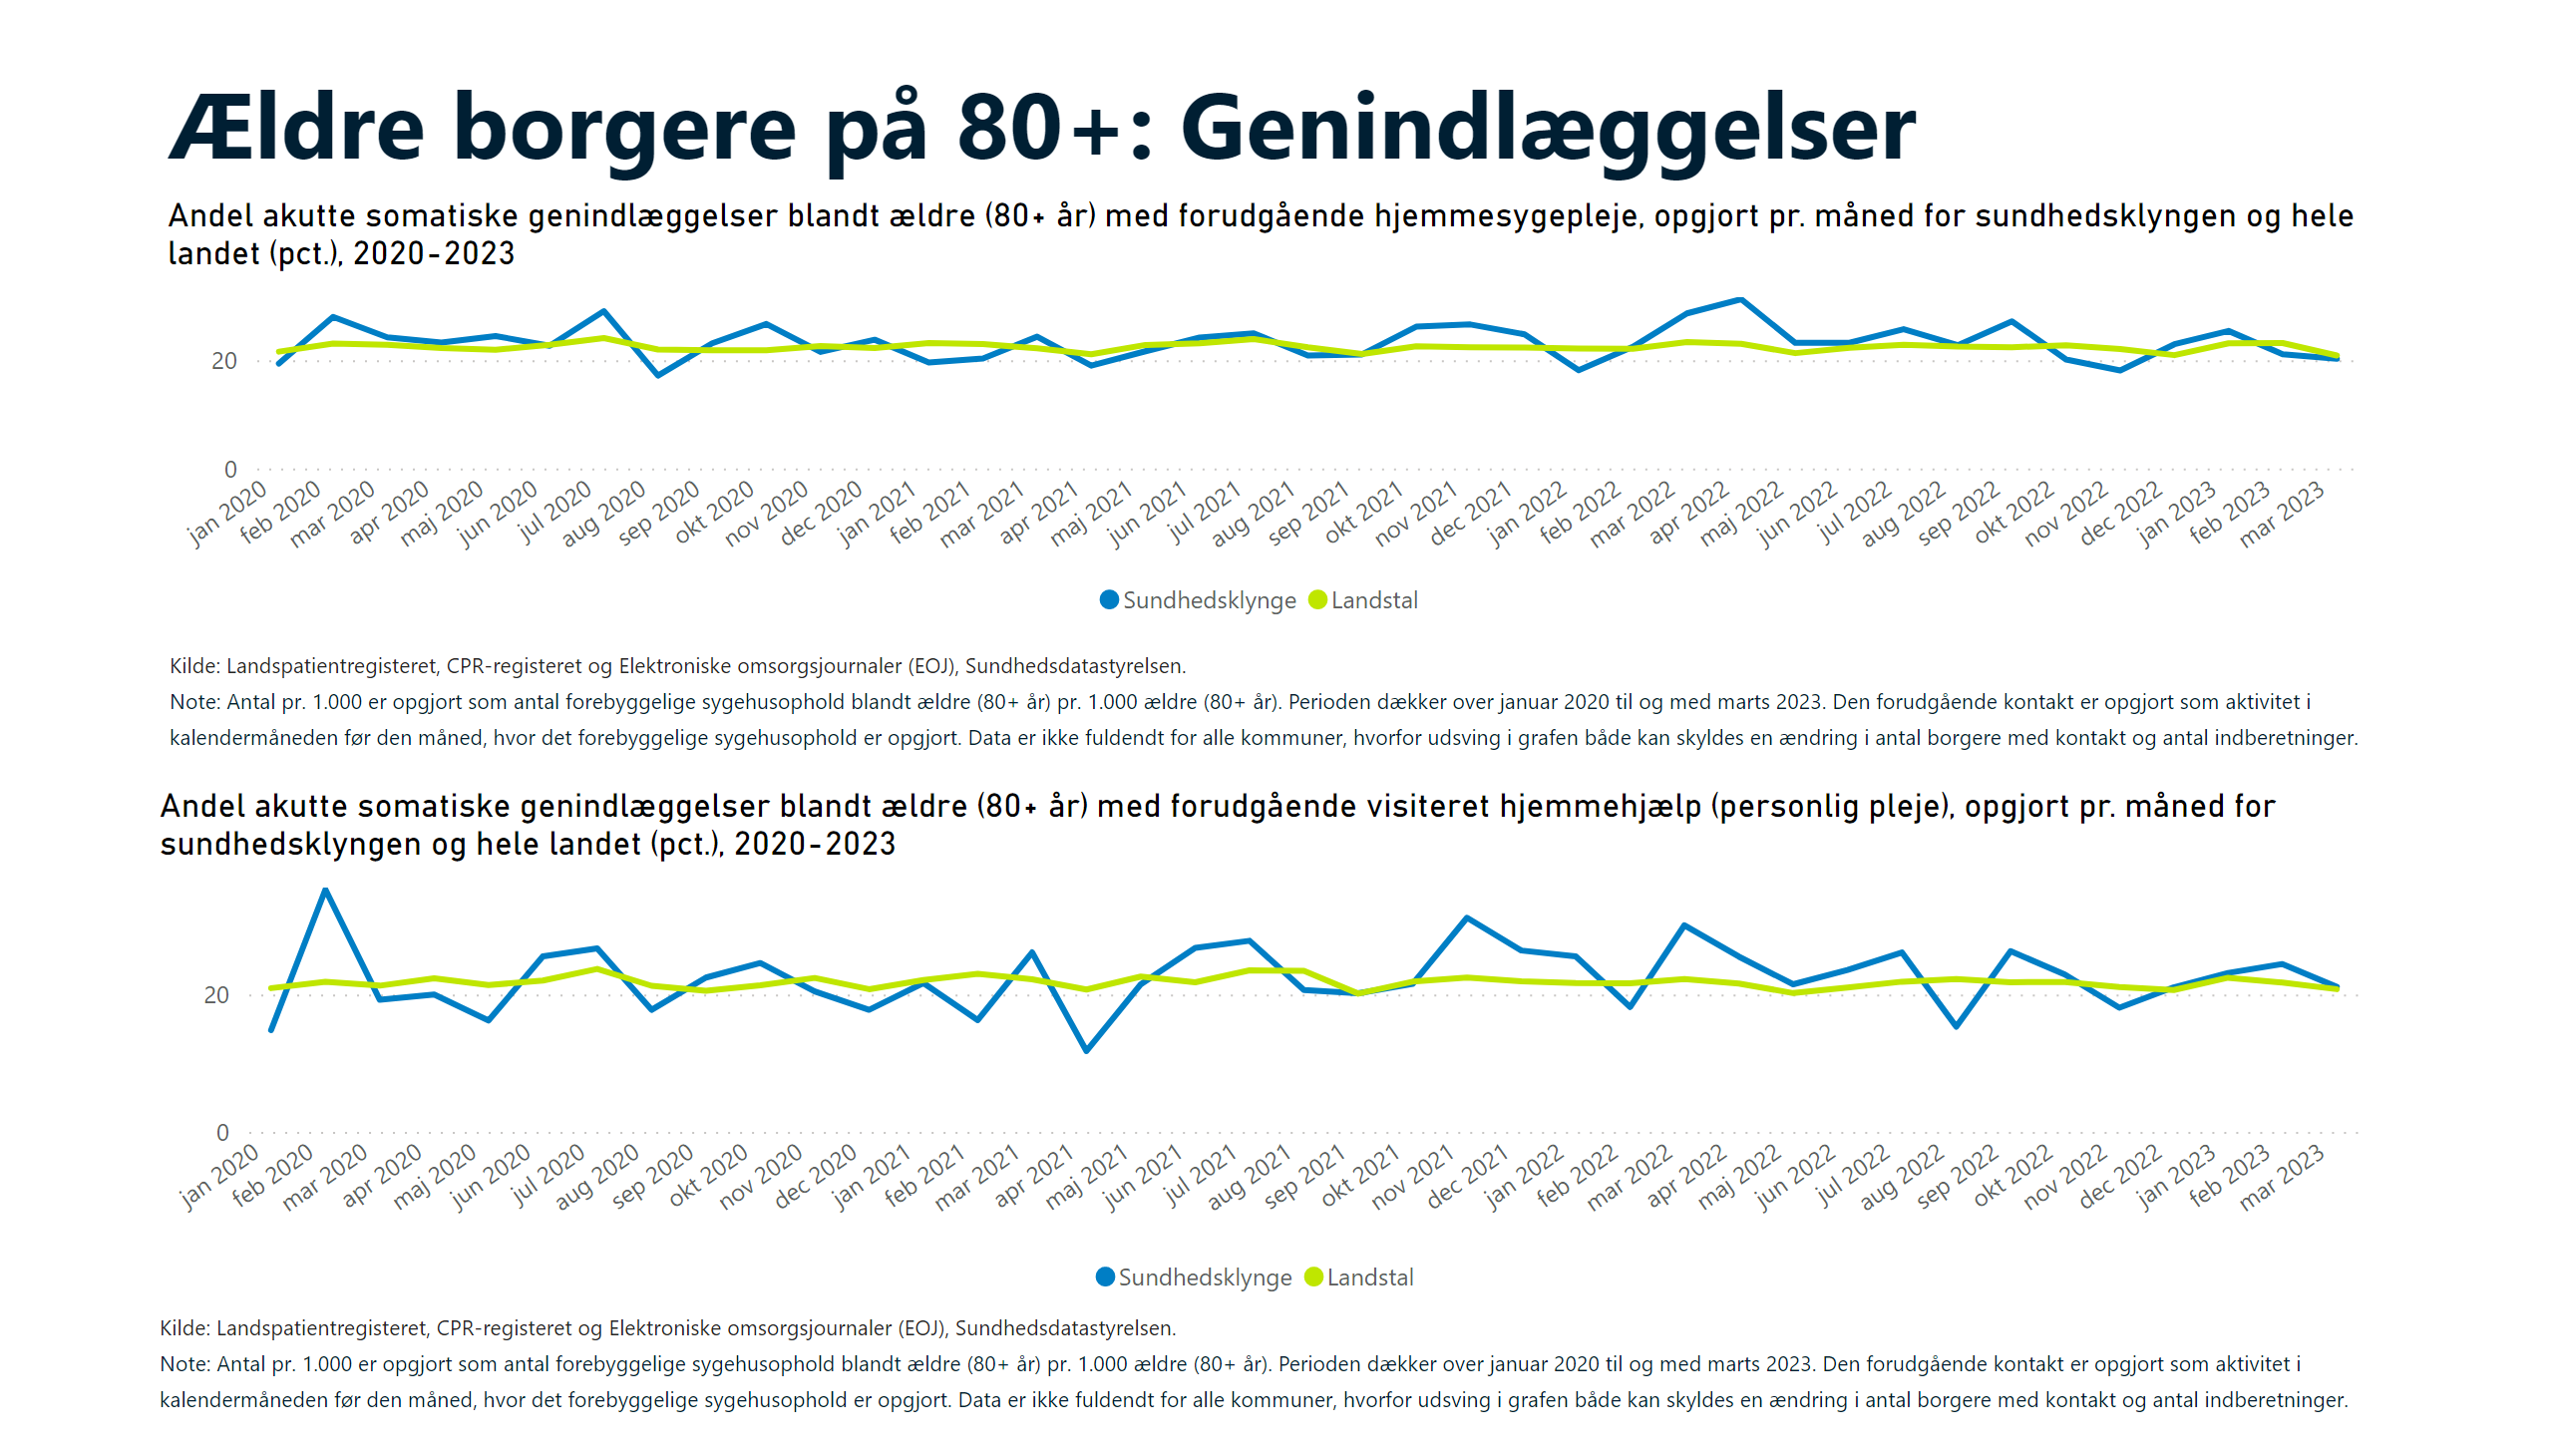 Ældre borgere på 80+: Genindlæggelser
Andel akutte somatiske genindlæggelser blandt ældre (80+ år) med forudgående hjemmesygepleje, opgjort pr. måned for sundhedsklyngen og hele
landet (pct.), 2020-2023
20
0
jan 2020
feb 2020
mar 2020
apr 2020
maj 2020
jun 2020
jul 2020
aug 2020
sep 2020
okt 2020
nov 2020
dec 2020
jan 2021
feb 2021
mar 2021
apr 2021
maj 2021
jun 2021
jul 2021
aug 2021
sep 2021
okt 2021
nov 2021
dec 2021
jan 2022
feb 2022
mar 2022
apr 2022
maj 2022
jun 2022
jul 2022
aug 2022
sep 2022
okt 2022
nov 2022
dec 2022
jan 2023
feb 2023
mar 2023
Sundhedsklynge Landstal
Kilde: Landspatientregisteret, CPR-registeret og Elektroniske omsorgsjournaler (EOJ), Sundhedsdatastyrelsen.
Note: Antal pr. 1.000 er opgjort som antal forebyggelige sygehusophold blandt ældre (80+ år) pr. 1.000 ældre (80+ år). Perioden dækker over januar 2020 til og med marts 2023. Den forudgående kontakt er opgjort som aktivitet i
kalendermåneden før den måned, hvor det forebyggelige sygehusophold er opgjort. Data er ikke fuldendt for alle kommuner, hvorfor udsving i grafen både kan skyldes en ændring i antal borgere med kontakt og antal indberetninger.
Andel akutte somatiske genindlæggelser blandt ældre (80+ år) med forudgående visiteret hjemmehjælp (personlig pleje), opgjort pr. måned for
sundhedsklyngen og hele landet (pct.), 2020-2023
20
0
jan 2020
feb 2020
mar 2020
apr 2020
maj 2020
jun 2020
jul 2020
aug 2020
sep 2020
okt 2020
nov 2020
dec 2020
jan 2021
feb 2021
mar 2021
apr 2021
maj 2021
jun 2021
jul 2021
aug 2021
sep 2021
okt 2021
nov 2021
dec 2021
jan 2022
feb 2022
mar 2022
apr 2022
maj 2022
jun 2022
jul 2022
aug 2022
sep 2022
okt 2022
nov 2022
dec 2022
jan 2023
feb 2023
mar 2023
Sundhedsklynge Landstal
Kilde: Landspatientregisteret, CPR-registeret og Elektroniske omsorgsjournaler (EOJ), Sundhedsdatastyrelsen.
Note: Antal pr. 1.000 er opgjort som antal forebyggelige sygehusophold blandt ældre (80+ år) pr. 1.000 ældre (80+ år). Perioden dækker over januar 2020 til og med marts 2023. Den forudgående kontakt er opgjort som aktivitet i
kalendermåneden før den måned, hvor det forebyggelige sygehusophold er opgjort. Data er ikke fuldendt for alle kommuner, hvorfor udsving i grafen både kan skyldes en ændring i antal borgere med kontakt og antal indberetninger.